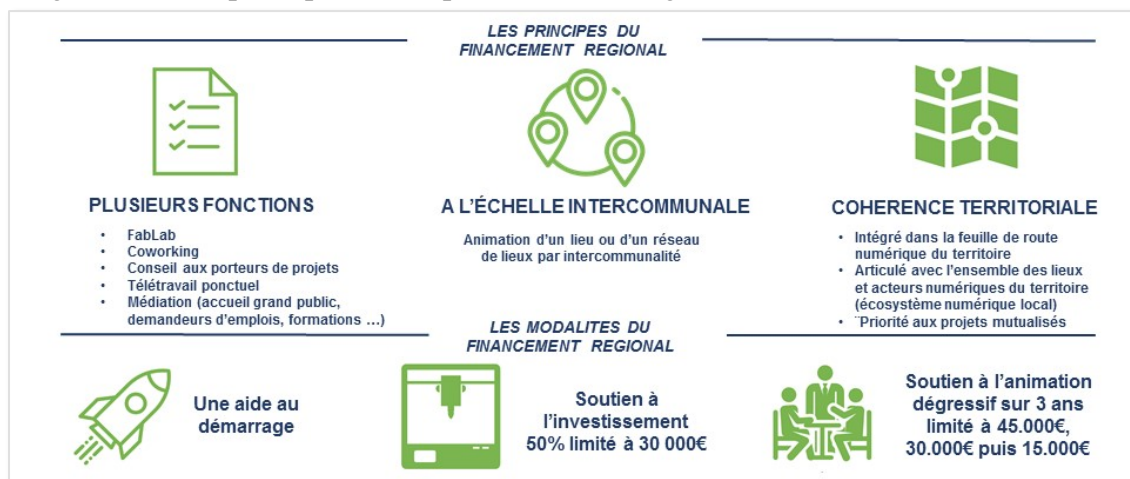 LES PRINCIPES DU
FINANCEMENT REGIONAL
PLUSIEURS FONCTIONS
• FabLab
• Coworking
• Conseil aux porteurs de projets
• Télétravail ponctuel
• Médiation (accueil grand public,
demandeurs d'emplois, formations ...)
A L'ÉCHELLE INTERCOMMUNALE
Animation d'un lieu ou d'un réseau
de lieux par intercommunalité
COHERENCE TERRITORIALE
• Intégré dans la feuille de route
numérique du territoire
• Articulé avec l'ensemble des lieux
et acteurs numériques du territoire
(écosystème numérique local)
• ¨Priorité aux projets mutualisés
LES MODALITES DU
FINANCEMENT REGIONAL
Une aide au
démarrage
Soutien à
l'investissement
50% limité à 30 000€
Soutien à l'animation
dégressif sur 3 ans
limité à 45.000€,
30.000€ puis 15.000€